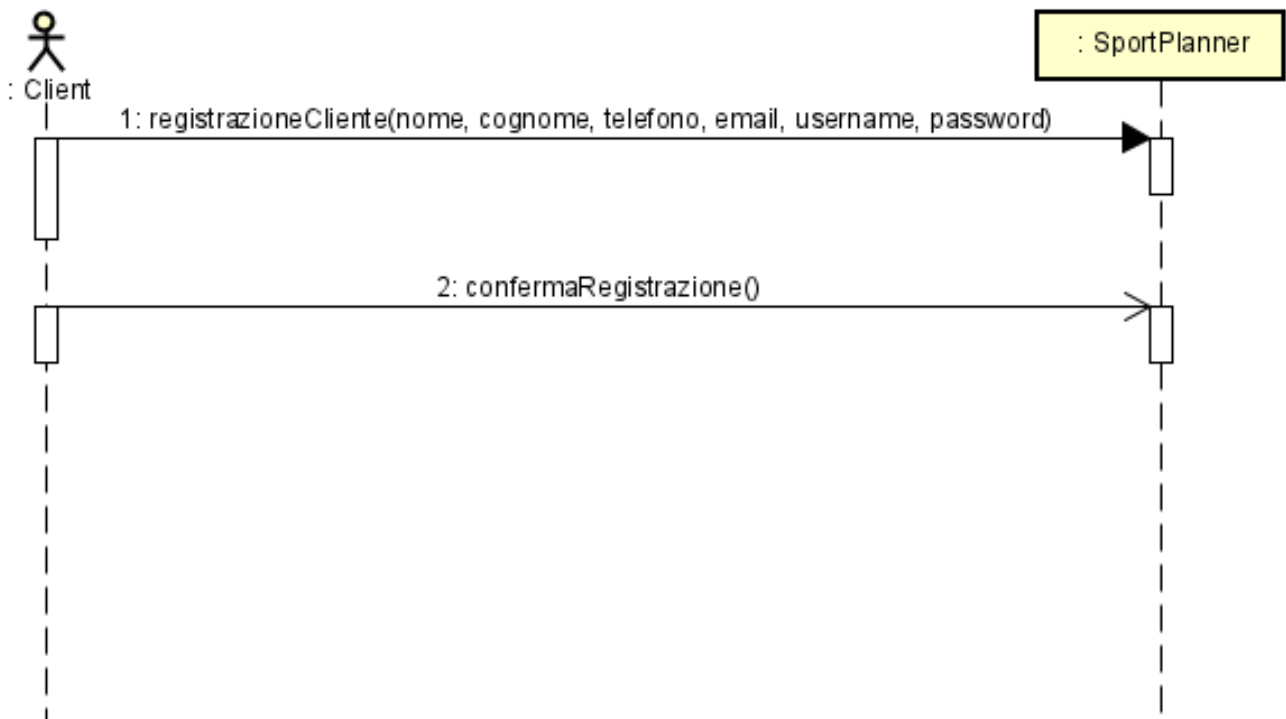 : Client
: SportPlanner
1: registrazioneCliente(nome, cognome, telefono, email, username, password)
2: confermaRegistrazione()